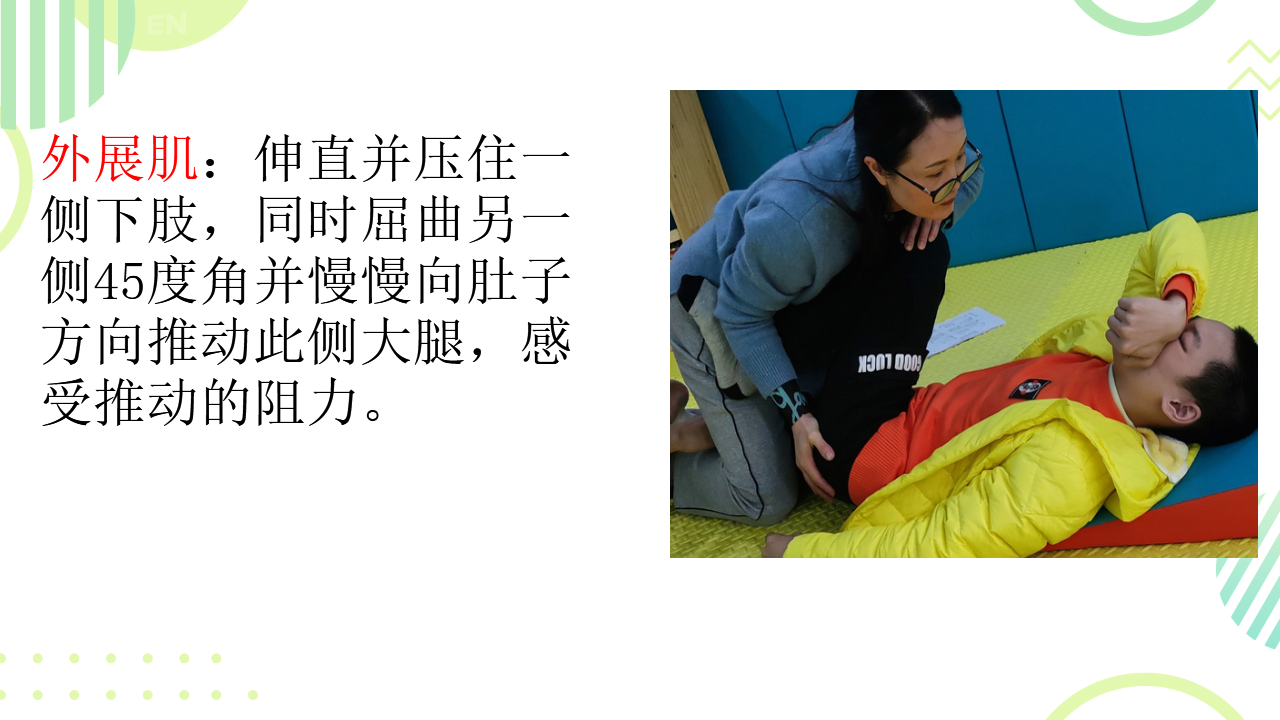 EN
外展肌：伸直并压住一
侧下肢，同时屈曲另一
侧45度角并慢慢向肚子
方向推动此侧大腿，感
受推动的阻力。
GOOD LUCK